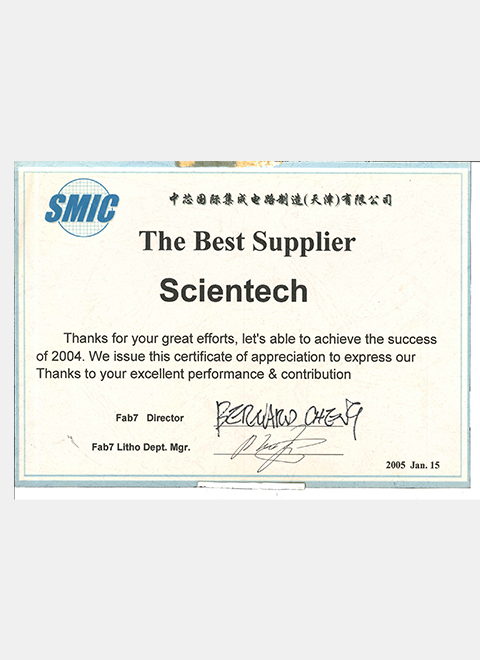 SMIC
中芯国际集成电路制造(天津)有限公司
The Best Supplier
Scientech
Thanks for your great efforts, let's able to achieve the success
of 2004. We issue this certificate of appreciation to express our
Thanks to your excellent performance & contribution
Fab7 Director BERNARD CHENG
Fab7 Litho Dept. Mgr.
2005 Jan. 15